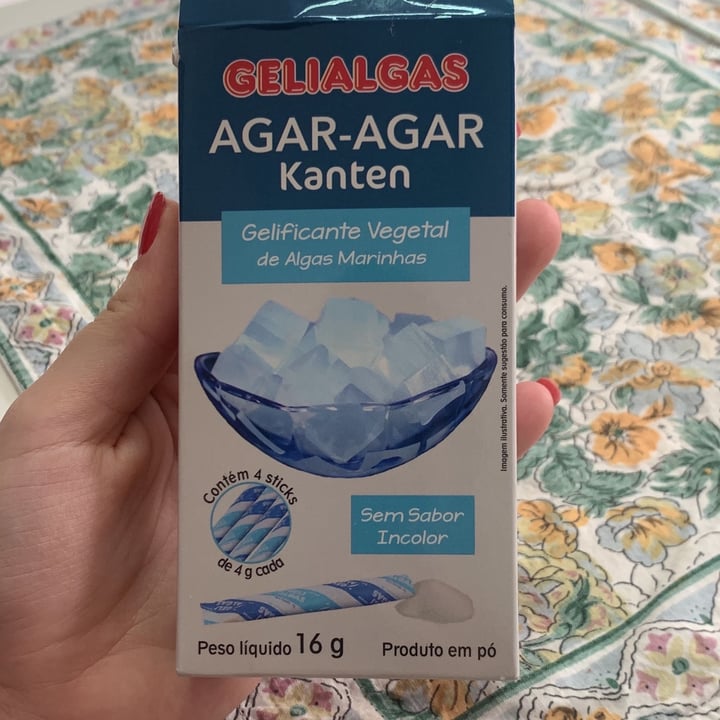 GELIALGAS
AGAR-AGAR
Kanten
Gelificante Vegetal
de Algas Marinhas
Imagem ilustrativa. Somente sugestão para consumo.
Contém 4 sticks
de 4 g cada
Sem Sabor
Incolor
Peso líquido 16 g
Produto em pó